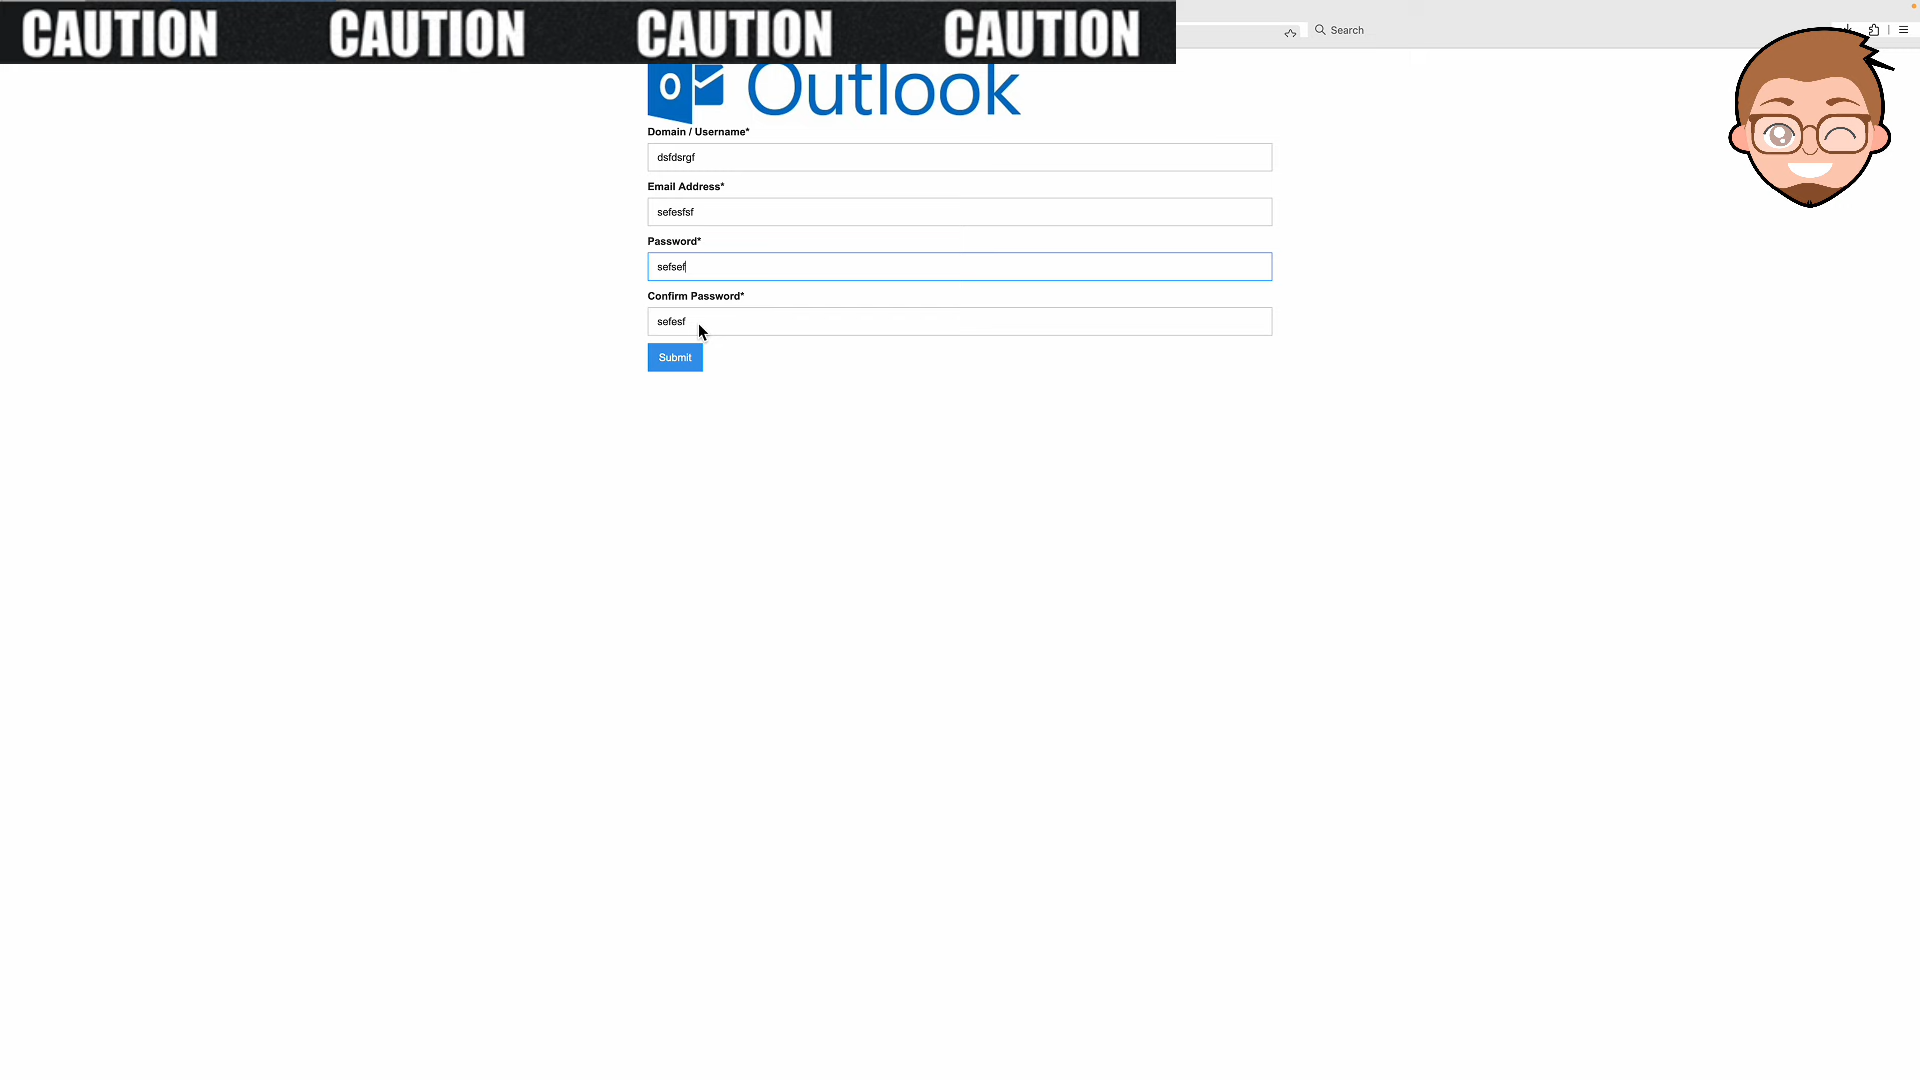 CAUTION CAUTION CAUTION CAUTION
Search
Outlook
Domain / Username*
dsfdsrgf
Email Address*
sefesfsf
Password*
sefsef
Confirm Password*
sefesf
Submit